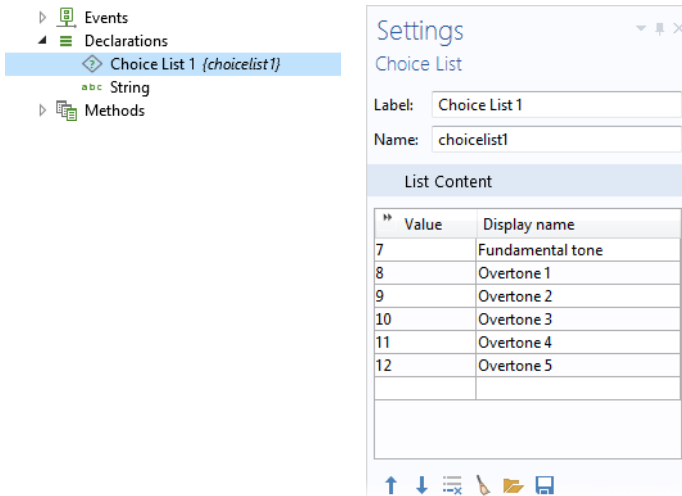 Events
Declarations
Choice List 1 {choicelist1}
abc String
Methods
Settings
Choice List
Label: Choice List 1
Name: choicelist1
List Content
Value Display name
7 Fundamental tone
8 Overtone 1
9 Overtone 2
10 Overtone 3
11 Overtone 4
12 Overtone 5